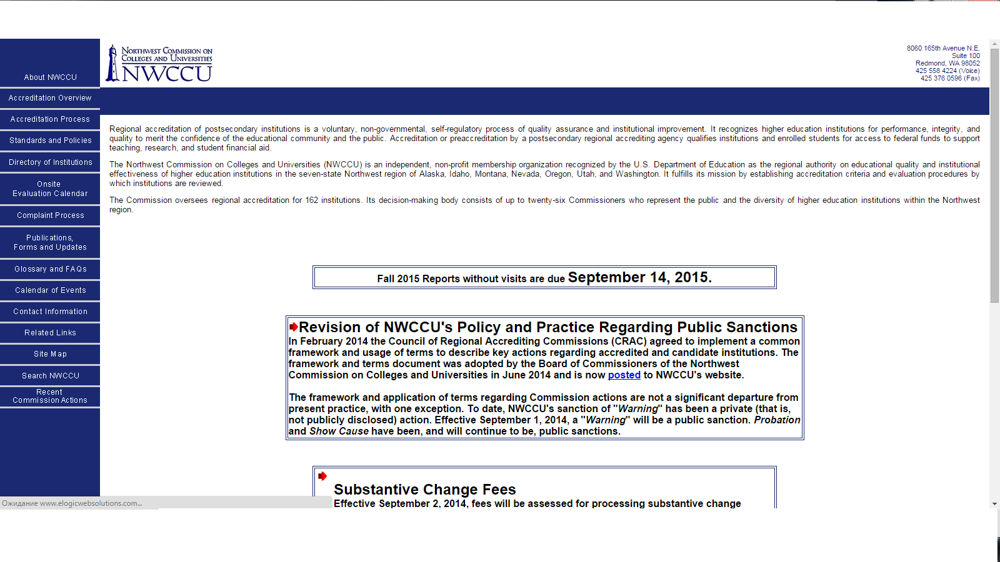 NORTHWEST COMMISSION ON
COLLEGES AND UNIVERSITIES
NWCCU
8060 165th Avenue N.E.
Suite 100
Redmond, WA 98052
425 558 4224 (Voice)
425 376 0596 (Fax)
About NWCCU
Accreditation Overview
Accreditation Process
Standards and Policies
Directory of Institutions
Onsite
Evaluation Calendar
Complaint Process
Publications,
Forms and Updates
Glossary and FAQs
Calendar of Events
Contact Information
Related Links
Site Map
Search NWCCU
Recent
Commission Actions
Regional accreditation of postsecondary institutions is a voluntary, non-governmental, self-regulatory process of quality assurance and institutional improvement. It recognizes higher education institutions for performance, integrity, and
quality to merit the confidence of the educational community and the public. Accreditation or preaccreditation by a postsecondary regional accrediting agency qualifies institutions and enrolled students for access to federal funds to support
teaching, research, and student financial aid.
The Northwest Commission on Colleges and Universities (NWCCU) is an independent, non-profit membership organization recognized by the U.S. Department of Education as the regional authority on educational quality and institutional
effectiveness of higher education institutions in the seven-state Northwest region of Alaska, Idaho, Montana, Nevada, Oregon, Utah, and Washington. It fulfills its mission by establishing accreditation criteria and evaluation procedures by
which institutions are reviewed.
The Commission oversees regional accreditation for 162 institutions. Its decision-making body consists of up to twenty-six Commissioners who represent the public and the diversity of higher education institutions within the Northwest
region.
Fall 2015 Reports without visits are due September 14, 2015.
Revision of NWCCU's Policy and Practice Regarding Public Sanctions
In February 2014 the Council of Regional Accrediting Commissions (CRAC) agreed to implement a common
framework and usage of terms to describe key actions regarding accredited and candidate institutions. The
framework and terms document was adopted by the Board of Commissioners of the Northwest
Commission on Colleges and Universities in June 2014 and is now posted to NWCCU's website.
The framework and application of terms regarding Commission actions are not a significant departure from
present practice, with one exception. To date, NWCCU's sanction of "Warning" has been a private (that is,
not publicly disclosed) action. Effective September 1, 2014, a "Warning" will be a public sanction. Probation
and Show Cause have been, and will continue to be, public sanctions.
Substantive Change Fees
Effective September 2, 2014, fees will be assessed for processing substantive change
Ожидание www.elogicwebsolutions.com...